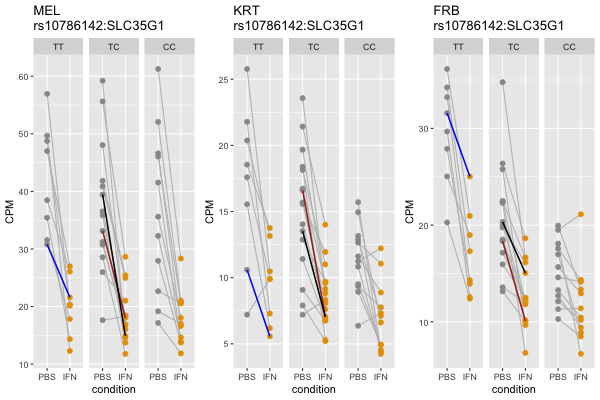 MEL
rs10786142:SLC35G1
TT TC CC
CPM
60
50
40
30
20
10
PBS IFN PBS IFN PBS IFN
condition
KRT
rs10786142:SLC35G1
TT TC CC
CPM
25
20
15
10
5
PBS IFN PBS IFN PBS IFN
condition
FRB
rs10786142:SLC35G1
TT TC CC
CPM
30
20
10
PBS IFN PBS IFN PBS IFN
condition